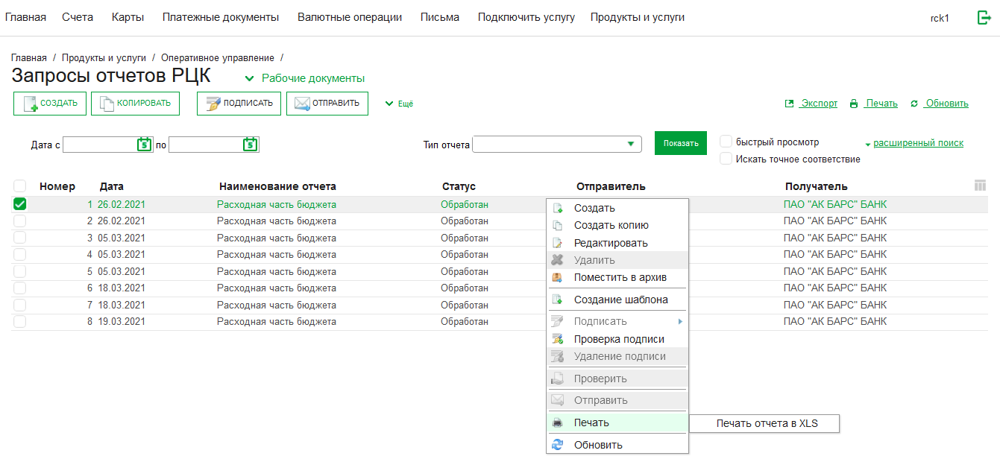 Главная Счета Карты Платежные документы Валютные операции Письма Подключить услугу Продукты и услуги rck1
Главная / Продукты и услуги / Оперативное управление /
Запросы отчетов РЦК Рабочие документы
СОЗДАТЬ КОПИРОВАТЬ ПОДПИСАТЬ ОТПРАВИТЬ Ещё Экспорт Печать Обновить
Дата с по Тип отчета Показать быстрый просмотр расширенный поиск
Искать точное соответствие
Номер Дата Наименование отчета Статус Отправитель Получатель
1 26.02.2021 Расходная часть бюджета Обработан ПАО "АК БАРС" БАНК
2 26.02.2021 Расходная часть бюджета Обработан ПАО "АК БАРС" БАНК
3 05.03.2021 Расходная часть бюджета Обработан ПАО "АК БАРС" БАНК
4 05.03.2021 Расходная часть бюджета Обработан ПАО "АК БАРС" БАНК
5 05.03.2021 Расходная часть бюджета Обработан ПАО "АК БАРС" БАНК
6 18.03.2021 Расходная часть бюджета Обработан ПАО "АК БАРС" БАНК
7 18.03.2021 Расходная часть бюджета Обработан ПАО "АК БАРС" БАНК
8 19.03.2021 Расходная часть бюджета Обработан ПАО "АК БАРС" БАНК
Создать
Создать копию
Редактировать
Удалить
Поместить в архив
Создание шаблона
Подписать
Проверка подписи
Удаление подписи
Проверить
Отправить
Печать Печать отчета в XLS
Обновить